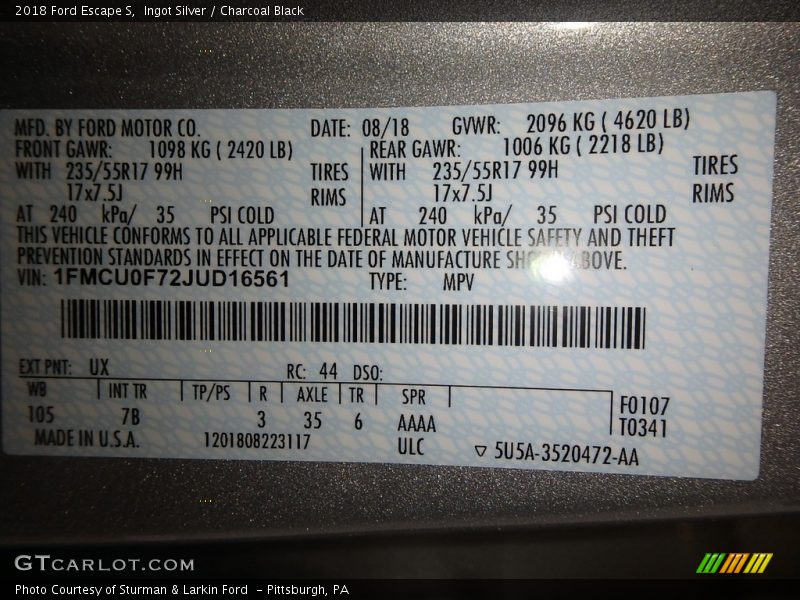 2018 Ford Escape S, Ingot Silver / Charcoal Black
MFD. BY FORD MOTOR CO. DATE: 08/18 GVWR: 2096 KG ( 4620 LB)
FRONT GAWR: 1098 KG ( 2420 LB) REAR GAWR: 1006 KG ( 2218 LB)
WITH 235/55R17 99H TIRES WITH 235/55R17 99H TIRES
17x7.5J RIMS 17x7.5J RIMS
AT 240 kPa/ 35 PSI COLD AT 240 kPa/ 35 PSI COLD
THIS VEHICLE CONFORMS TO ALL APPLICABLE FEDERAL MOTOR VEHICLE SAFETY AND THEFT
PREVENTION STANDARDS IN EFFECT ON THE DATE OF MANUFACTURE ABOVE.
VIN: 1FMCU0F72JUD16561 TYPE: MPV
EXT PNT: UX RC: 44 DSO:
WB INT TR TP/PS R AXLE TR SPR F0107
105 7B 3 35 6 AAAA T0341
MADE IN U.S.A. 1201808223117 ULC ▽ 5U5A-3520472-AA
GTCARLOT.COM
Photo Courtesy of Sturman & Larkin Ford - Pittsburgh, PA